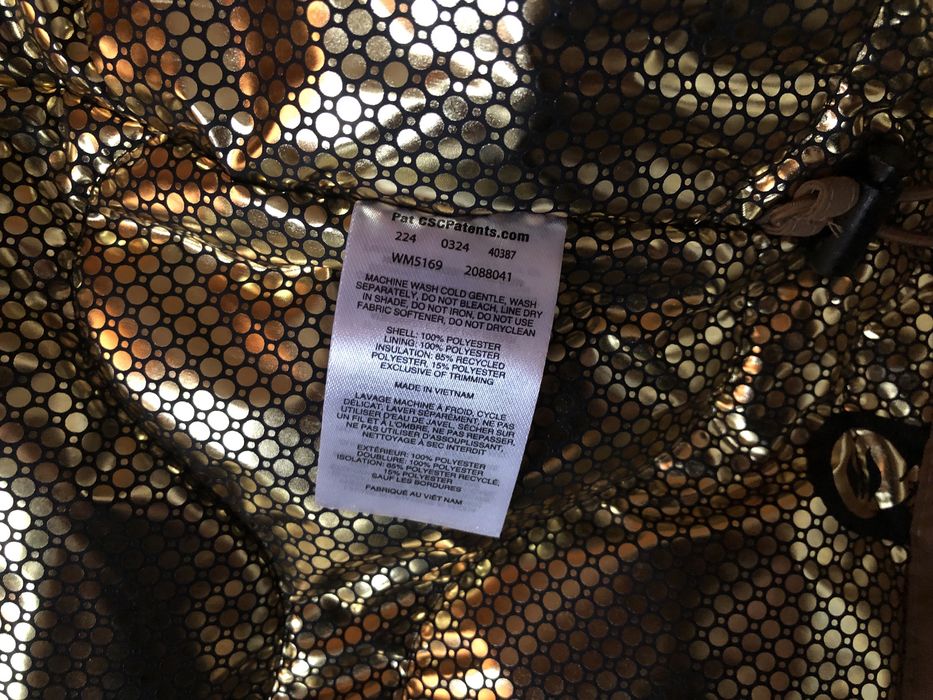 Pat CSCPatents.com
224 0324 40387
WM5169 2088041
MACHINE WASH COLD GENTLE, WASH
SEPARATELY, DO NOT BLEACH, LINE DRY
IN SHADE, DO NOT IRON, DO NOT USE
FABRIC SOFTENER, DO NOT DRYCLEAN
SHELL: 100% POLYESTER
LINING: 100% POLYESTER
INSULATION: 85% RECYCLED
POLYESTER, 15% POLYESTER
EXCLUSIVE OF TRIMMING
MADE IN VIETNAM
LAVAGE MACHINE À FROID, CYCLE
DÉLICAT, LAVER SÉPAREMENT, NE PAS
UTILISER D'EAU DE JAVEL, SÉCHER SUR
UN FIL ET À L'OMBRE, NE PAS REPASSER
NE PAS UTILISER D'ASSOUPLISSANT,
NETTOYAGE À SEC INTERDIT
EXTÉRIEUR: 100% POLYESTER
DOUBLURE: 100% POLYESTER
ISOLATION: 85% POLYESTER RECYCLÉ,
15% POLYESTER
SAUF LES BORDURES
FABRIQUÉ AU VIÊT NAM